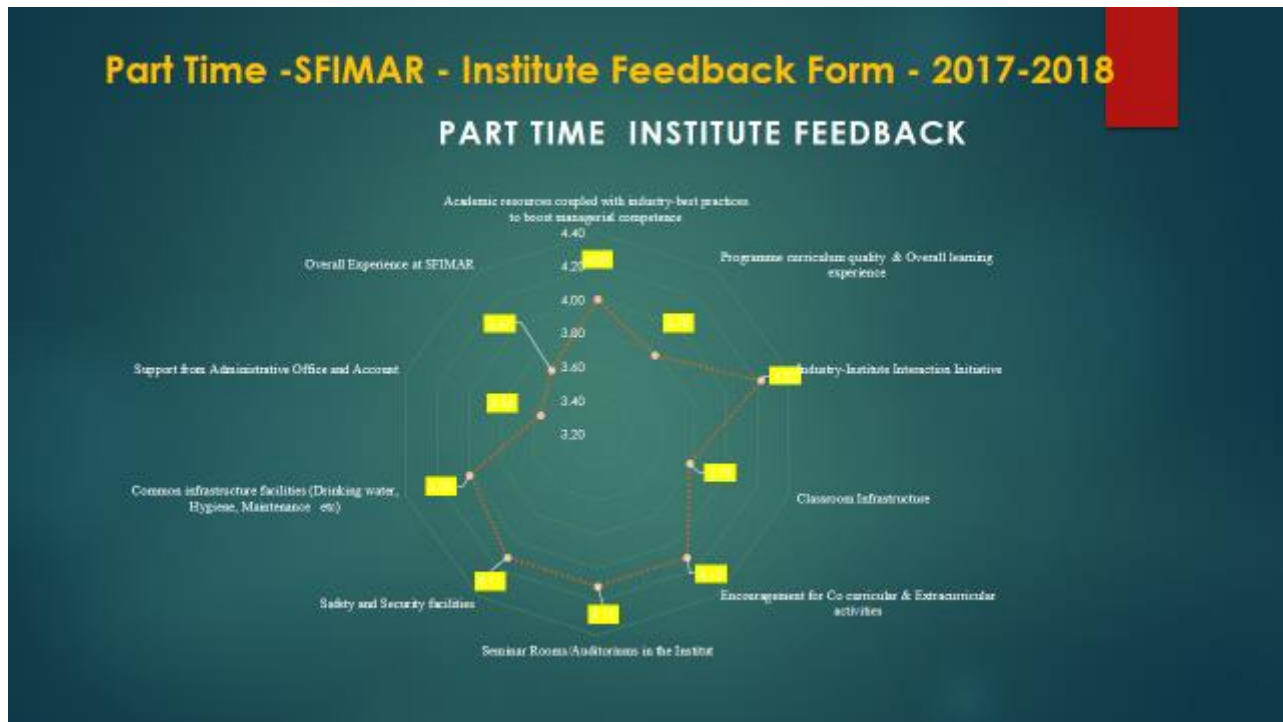 Part Time -SFIMAR - Institute Feedback Form - 2017-2018
PART TIME INSTITUTE FEEDBACK
Academic resources coupled with industry-best practices
to boost managerial competence
4.40
4.20
4.00
3.80
3.60
3.40
3.20
Programme curriculum quality & Overall learning
experience
Industry-Institute Interaction Initiative
Classroom Infrastructure
Encouragement for Co curricular & Extracurricular
activities
Seminar Rooms/Auditoriums in the Institut
Safety and Security facilities
Common infrastructure facilities (Drinking water,
Hygiene, Maintenance etc)
Support from Administrative Office and Account
Overall Experience at SFIMAR